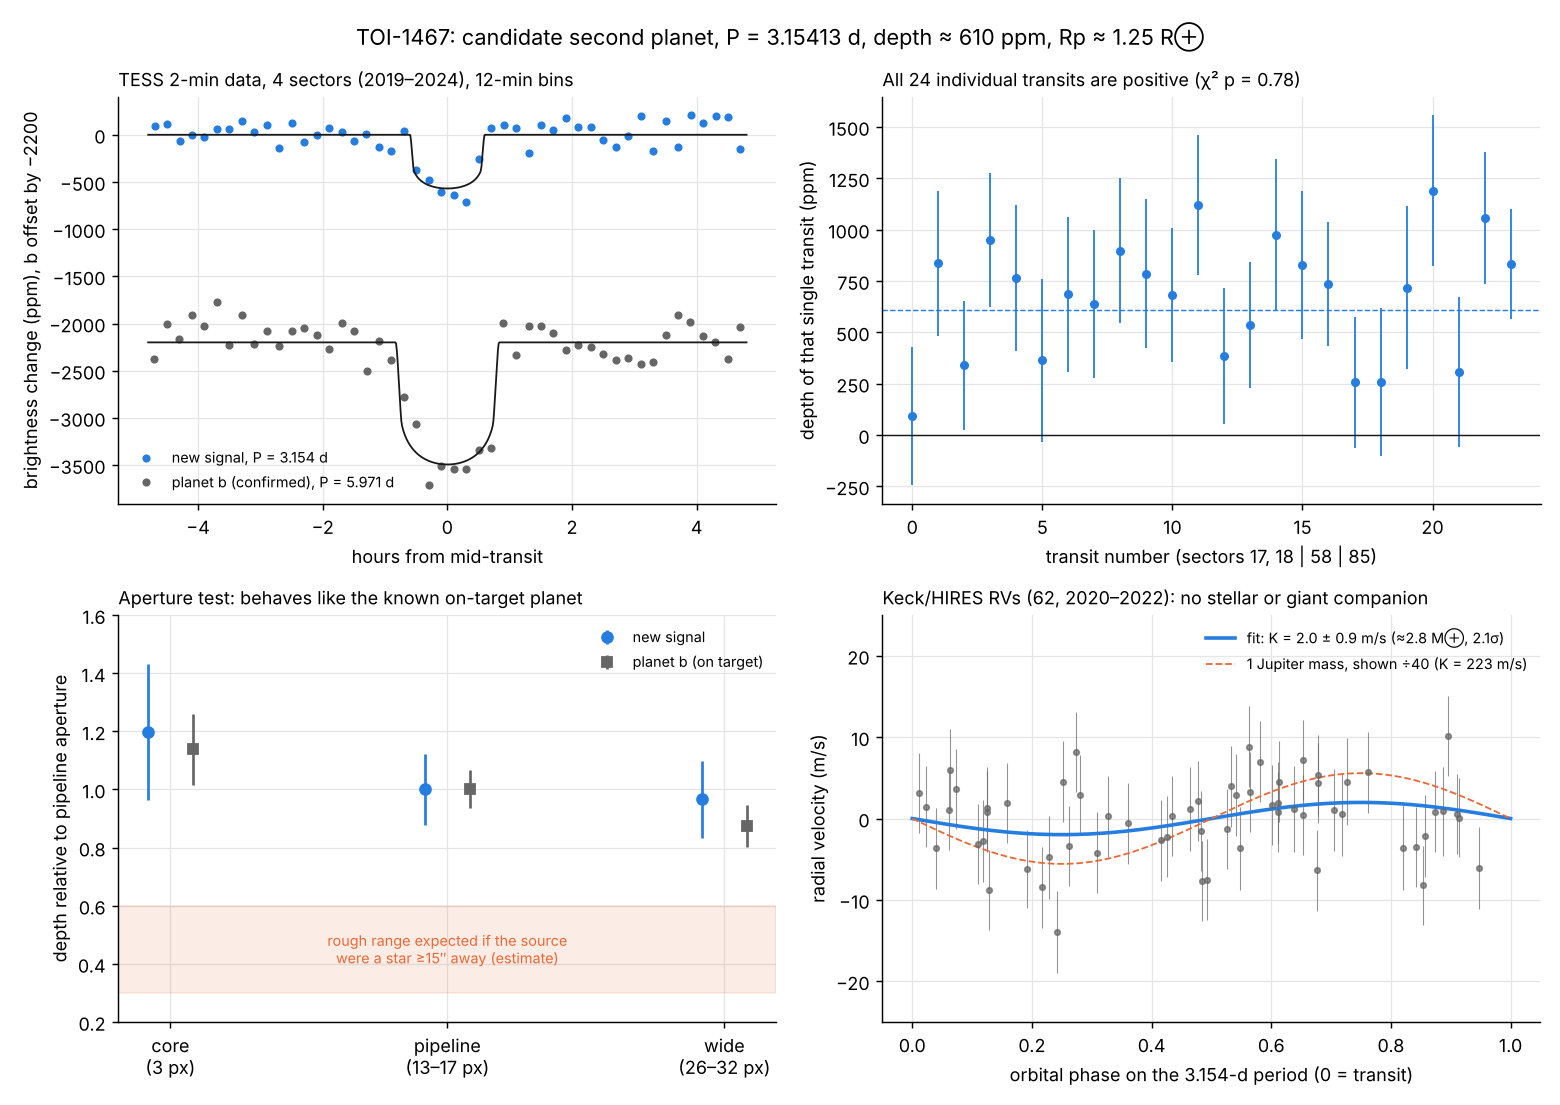 TOI-1467: candidate second planet, P = 3.15413 d, depth ≈ 610 ppm, Rp ≈ 1.25 R⊕
TESS 2-min data, 4 sectors (2019–2024), 12-min bins
brightness change (ppm), b offset by −2200
0
−500
−1000
−1500
−2000
−2500
−3000
−3500
new signal, P = 3.154 d
planet b (confirmed), P = 5.971 d
−4
−2
0
2
4
hours from mid-transit
All 24 individual transits are positive (χ² p = 0.78)
depth of that single transit (ppm)
1500
1250
1000
750
500
250
0
−250
0
5
10
15
20
transit number (sectors 17, 18 | 58 | 85)
Aperture test: behaves like the known on-target planet
depth relative to pipeline aperture
1.6
1.4
1.2
1.0
0.8
0.6
0.4
0.2
new signal
planet b (on target)
rough range expected if the source
were a star ≥15″ away (estimate)
core
(3 px)
pipeline
(13–17 px)
wide
(26–32 px)
Keck/HIRES RVs (62, 2020–2022): no stellar or giant companion
radial velocity (m/s)
20
10
0
−10
−20
fit: K = 2.0 ± 0.9 m/s (≈2.8 M⊕, 2.1σ)
1 Jupiter mass, shown ÷40 (K = 223 m/s)
0.0
0.2
0.4
0.6
0.8
1.0
orbital phase on the 3.154-d period (0 = transit)